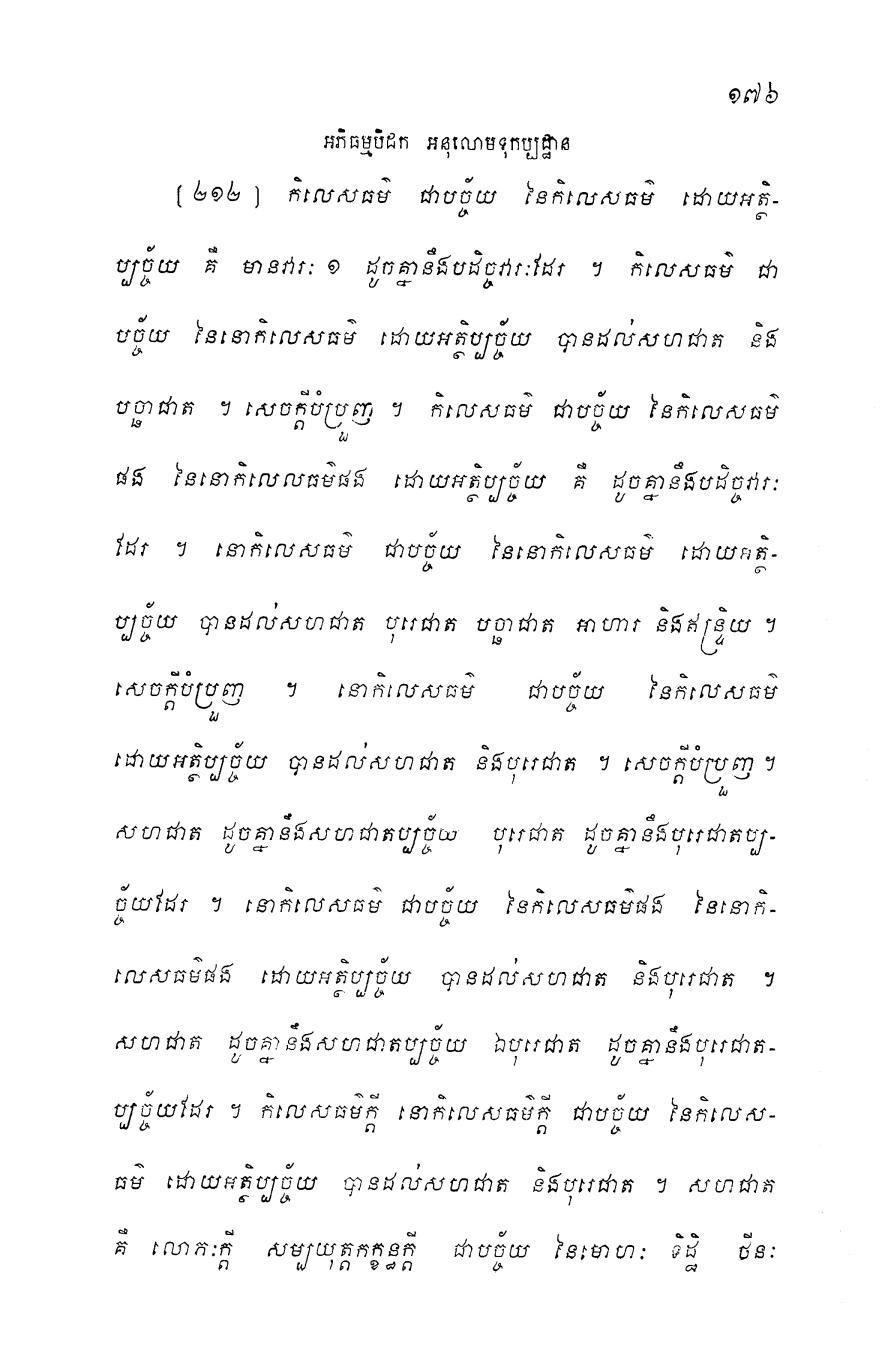 ១៧៦
អភិធម្មបិដក អនុលោមទុកប្បដ្ឋាន
[២១២] កិលេសធម៌ ជាបច្ច័យ នៃកិលេសធម៌ ដោយអត្ថិ-
ប្បច្ច័យ គឺ មានវារៈ ១ ដូចគ្នានឹងបដិច្ចវារៈដែរ ។ កិលេសធម៌ ជា
បច្ច័យ នៃនោកិលេសធម៌ ដោយអត្ថិប្បច្ច័យ បានដល់សហជាត និង
បច្ឆាជាត ។ សេចក្តីបំប្រួញ ។ កិលេសធម៌ ជាបច្ច័យ នៃកិលេសធម៌
ផង នៃនោកិលេលធម៌ផង ដោយអត្ថិប្បច្ច័យ គឺ ដូចគ្នានឹងបដិច្ចវារៈ
ដែរ ។ នោកិលេសធម៌ ជាបច្ច័យ នៃនោកិលេសធម៌ ដោយអត្ថិ-
ប្បច្ច័យ បានដល់សហជាត បុរេជាត បច្ឆាជាត អាហារ និងឥន្ទ្រិយ ។
សេចក្តីបំប្រួញ ។ នោកិលេសធម៌ ជាបច្ច័យ នៃកិលេសធម៌
ដោយអត្ថិប្បច្ច័យ បានដល់សហជាត និងបុរេជាត ។ សេចក្តីបំប្រួញ ។
សហជាត ដូចគ្នានឹងសហជាតប្បច្ច័យ បុរេជាត ដូចគ្នានឹងបុរេជាតប្ប-
ច្ច័យដែរ ។ នោកិលេសធម៌ ជាបច្ច័យ នៃកិលេសធម៌ផង នៃនោកិ-
លេសធម៌ផង ដោយអត្ថិប្បច្ច័យ បានដល់សហជាត និងបុរេជាត ។
សហជាត ដូចគ្នានឹងសហជាតប្បច្ច័យ ឯបុរេជាត ដូចគ្នានឹងបុរេជាត-
ប្បច្ច័យដែរ ។ កិលេសធម៌ក្តី នោកិលេសធម៌ក្តី ជាបច្ច័យ នៃកិលេស-
ធម៌ ដោយអត្ថិប្បច្ច័យ បានដល់សហជាត និងបុរេជាត ។ សហជាត
គឺ លោភៈក្តី សម្បយុត្តកក្ខន្ធក្តី ជាបច្ច័យ នៃមោហៈ ទិដ្ឋិ ថីនៈ